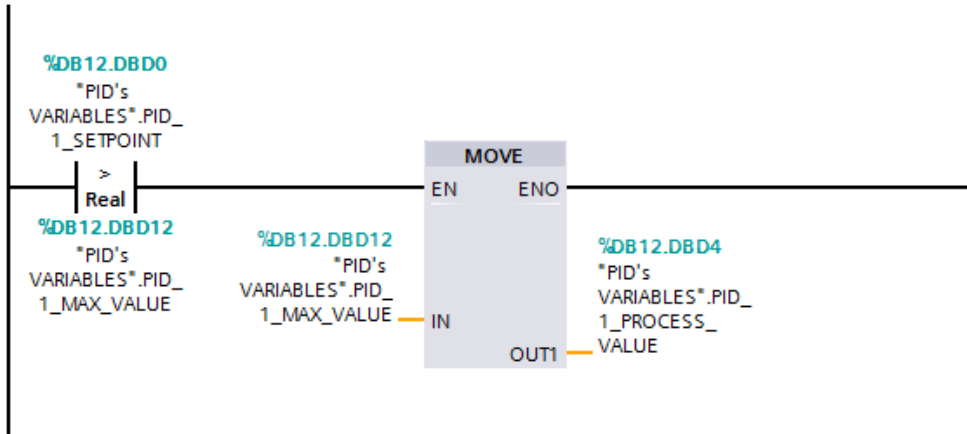 %DB12.DBD0
"PID's
VARIABLES".PID_
1_SETPOINT
>
Real
%DB12.DBD12
"PID's
VARIABLES".PID_
1_MAX_VALUE
MOVE
EN ENO
%DB12.DBD12
"PID's
VARIABLES".PID_
1_MAX_VALUE
IN
OUT1
%DB12.DBD4
"PID's
VARIABLES".PID_
1_PROCESS_
VALUE